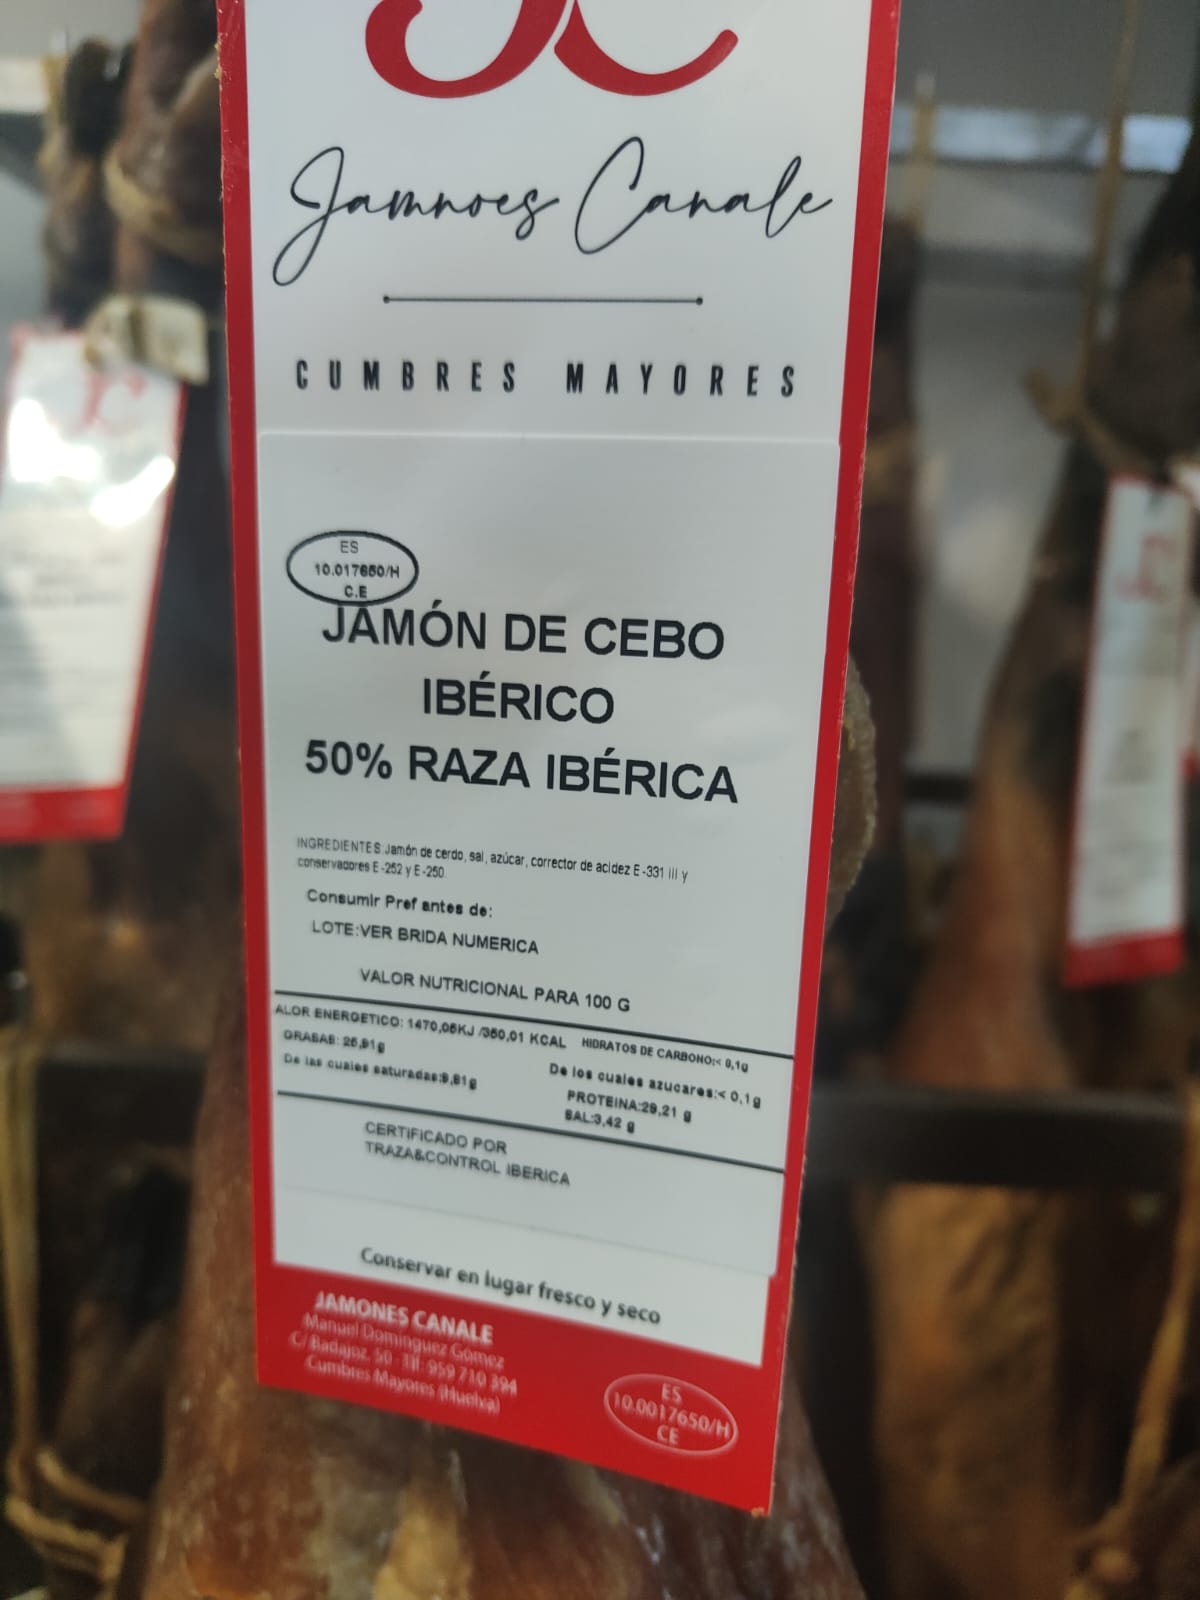 JC
Jamnoes Canale
CUMBRES MAYORES
ES
10.017650/H
C.E
JAMÓN DE CEBO
IBÉRICO
50% RAZA IBÉRICA
INGREDIENTES:Jamón de cerdo, sal, azúcar, corrector de acidez E-331 III y
conservadores E-252 y E-250.
Consumir Pref antes de:
LOTE:VER BRIDA NUMERICA
VALOR NUTRICIONAL PARA 100 G
ALOR ENERGETICO: 1470,06KJ /350,01 KCAL HIDRATOS DE CARBONO:< 0,1g
GRASAS: 25,91g
De los cuales azucares:< 0,1g
De las cuales saturadas:9,81g
PROTEINA:29,21 g
SAL:3,42 g
CERTIFICADO POR
TRAZA&CONTROL IBERICA
Conservar en lugar fresco y seco
JAMONES CANALE
Manuel Domínguez Gómez
C/ Badajoz, 50 - Tlf: 959 710 394
Cumbres Mayores (Huelva)
ES
10.0017650/H
CE